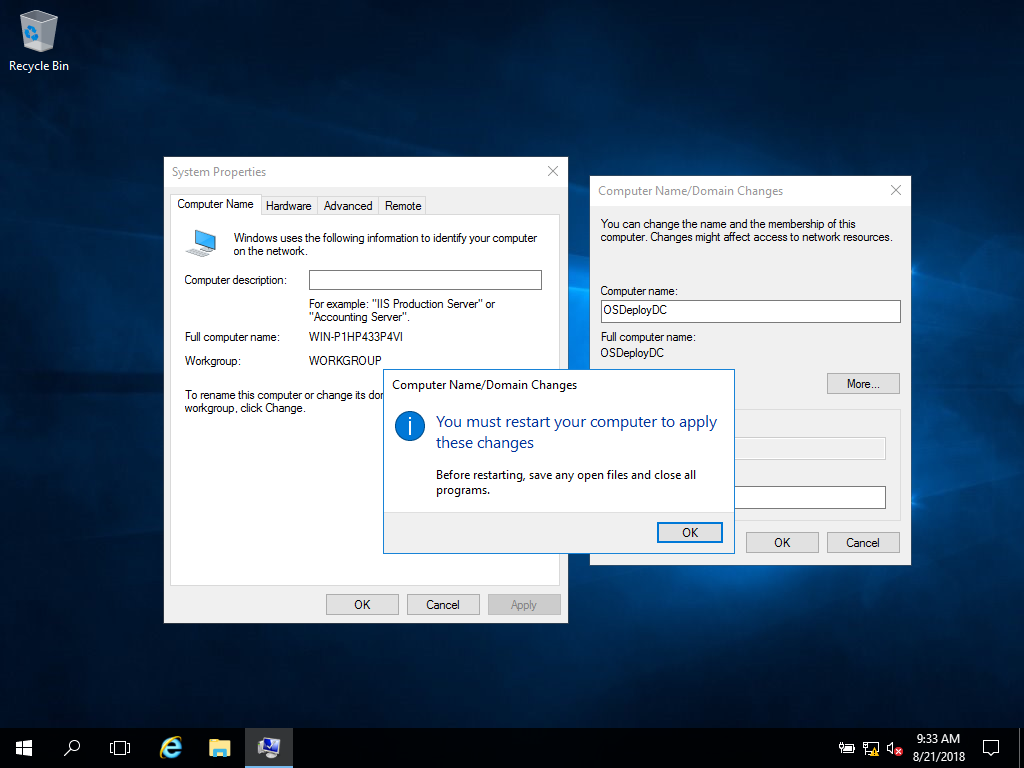 Recycle Bin
System Properties
Computer Name
Hardware
Advanced
Remote
Windows uses the following information to identify your computer
on the network.
Computer description:
For example: "IIS Production Server" or
"Accounting Server".
Full computer name:
WIN-P1HP433P4VI
Workgroup:
WORKGROUP
To rename this computer or change its do
workgroup, click Change.
OK
Cancel
Apply
Computer Name/Domain Changes
You can change the name and the membership of this
computer. Changes might affect access to network resources.
Computer name:
OSDeployDC
Full computer name:
OSDeployDC
More...
OK
Cancel
Computer Name/Domain Changes
You must restart your computer to apply
these changes
Before restarting, save any open files and close all
programs.
OK
9:33 AM
8/21/2018